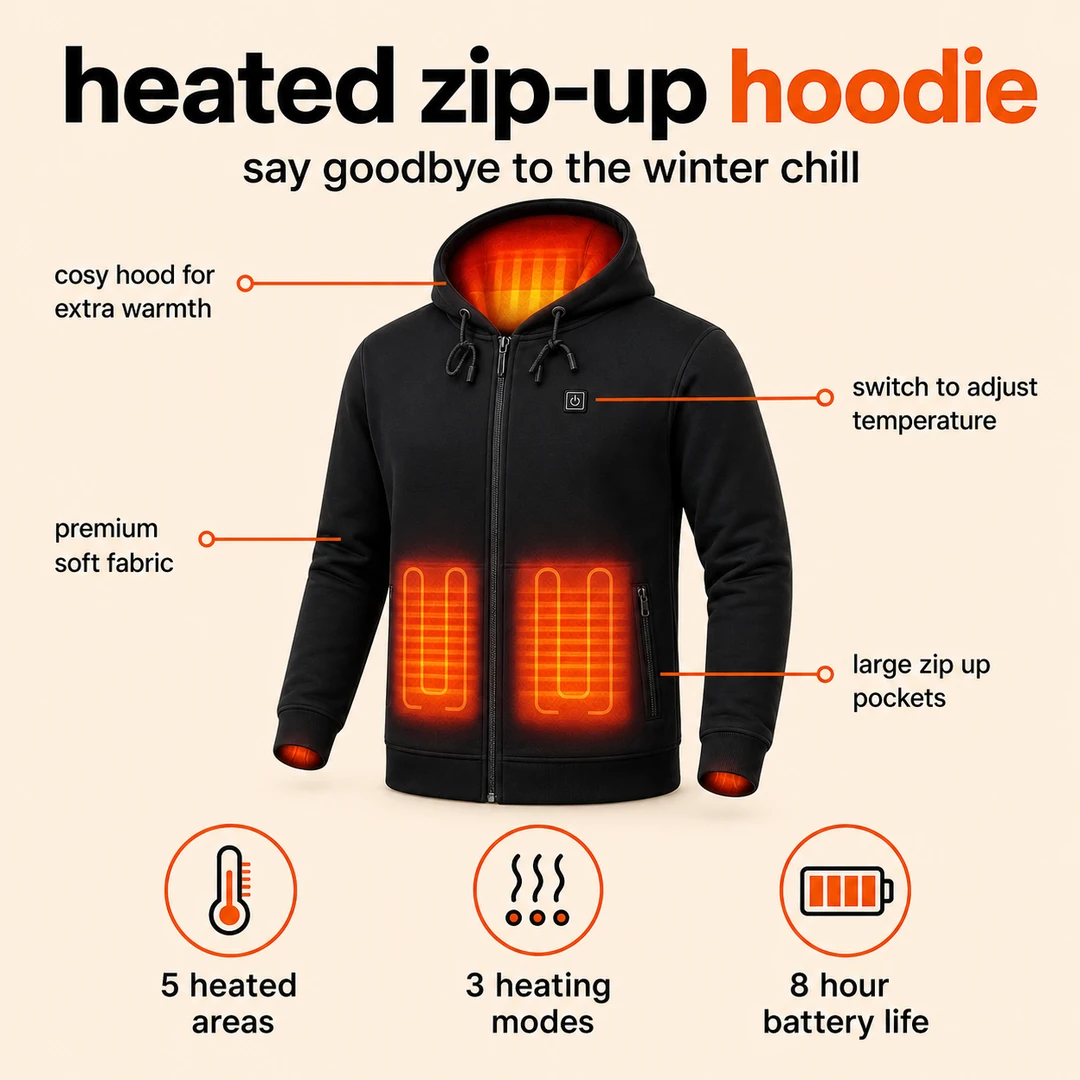 heated zip-up hoodie
say goodbye to the winter chill
cosy hood for
extra warmth
switch to adjust
temperature
premium
soft fabric
large zip up
pockets
5 heated
areas
3 heating
modes
8 hour
battery life